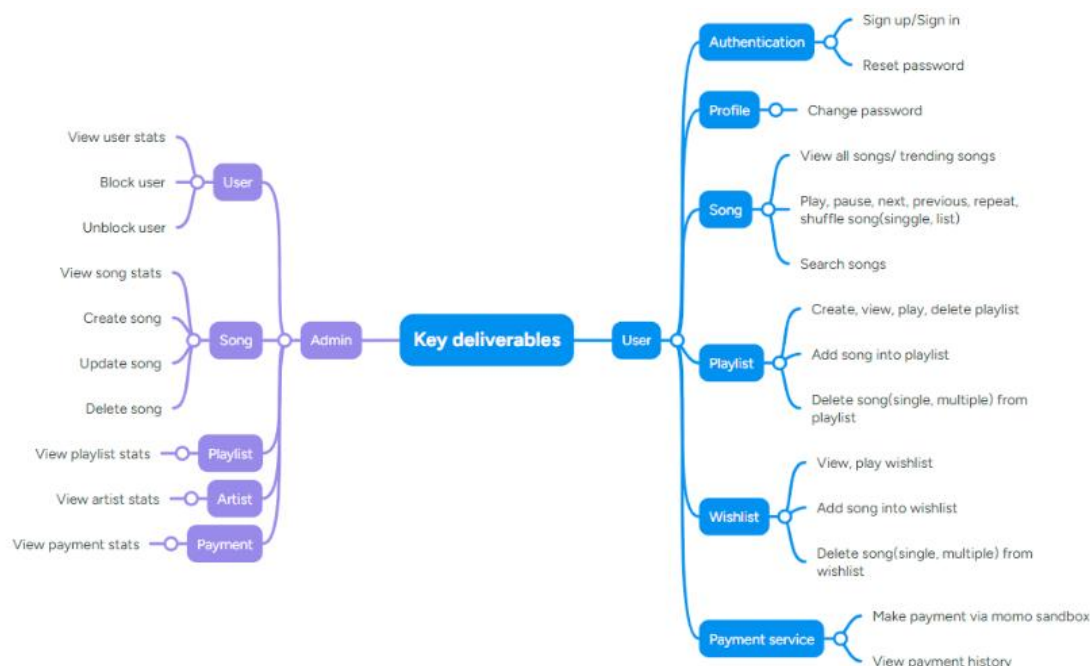 Key deliverables
Admin
User
View user stats
Block user
Unblock user
Song
View song stats
Create song
Update song
Delete song
Playlist
View playlist stats
Artist
View artist stats
Payment
View payment stats
User
Authentication
Sign up/Sign in
Reset password
Profile
Change password
Song
View all songs/ trending songs
Play, pause, next, previous, repeat,
shuffle song(singgle, list)
Search songs
Playlist
Create, view, play, delete playlist
Add song into playlist
Delete song(single, multiple) from
playlist
Wishlist
View, play wishlist
Add song into wishlist
Delete song(single, multiple) from
wishlist
Payment service
Make payment via momo sandbox
View payment history